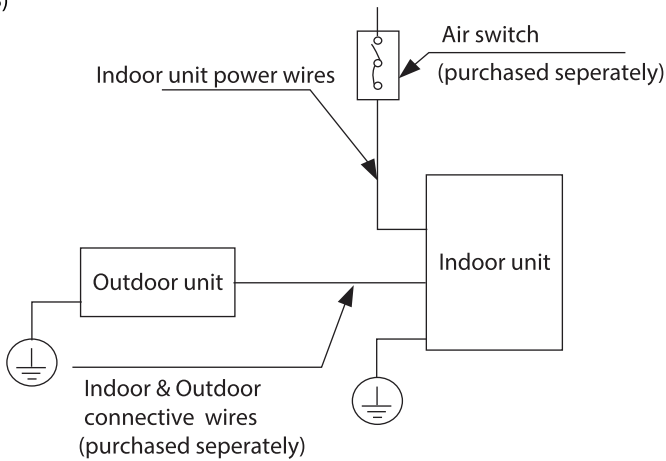 Air switch
(purchased seperately)
Indoor unit power wires
Indoor unit
Outdoor unit
Indoor & Outdoor
connective wires
(purchased seperately)